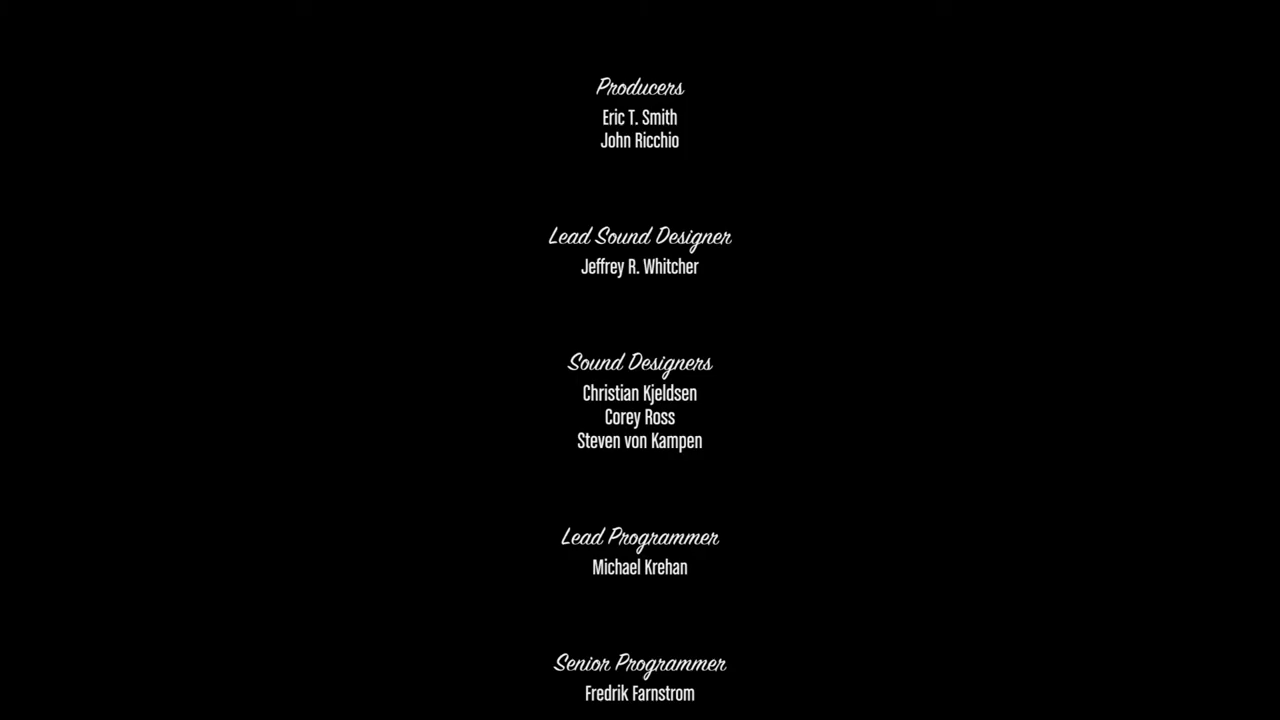 Producers
Eric T. Smith
John Ricchio
Lead Sound Designer
Jeffrey R. Whitcher
Sound Designers
Christian Kjeldsen
Corey Ross
Steven von Kampen
Lead Programmer
Michael Krehan
Senior Programmer
Fredrik Farnstrom